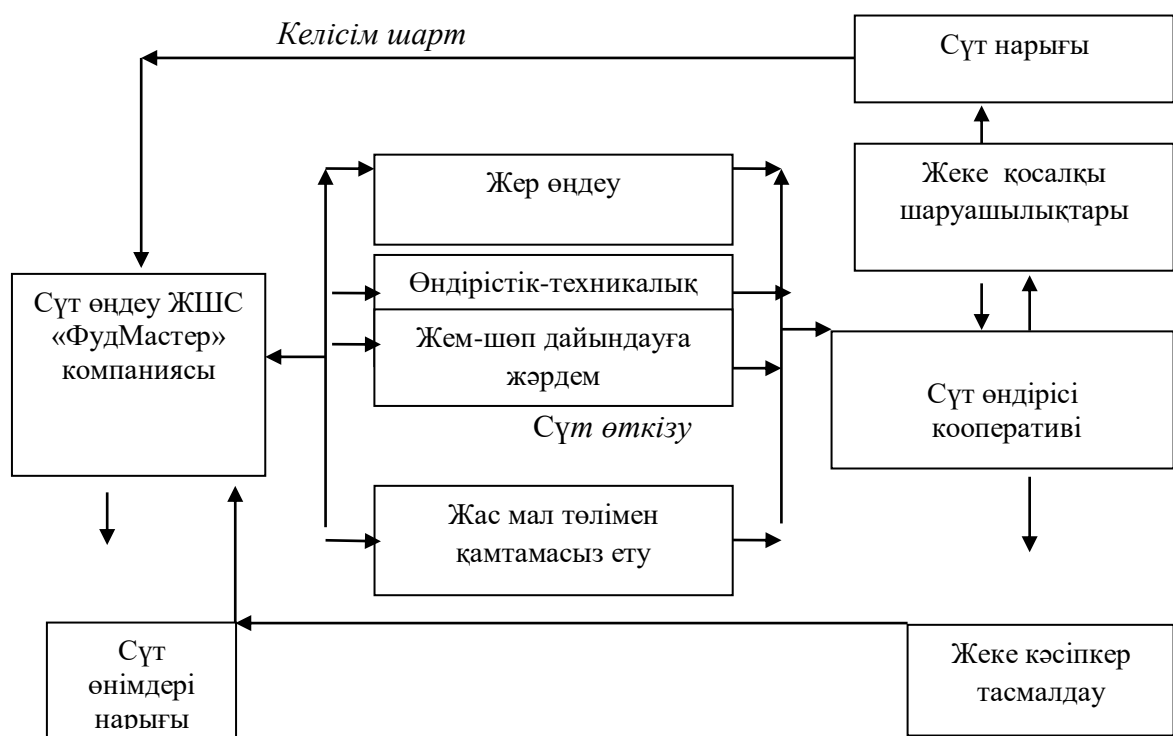 Келісім шарт
Сүт нарығы
Жер өңдеу
Жеке қосалқы
шаруашылықтары
Сүт өңдеу ЖШС
«ФудМастер»
компаниясы
Өндірістік-техникалық
Жем-шөп дайындауға
жәрдем
Сүт өткізу
Сүт өндірісі
кооперативі
Жас мал төлімен
қамтамасыз ету
Сүт
өнімдері
нарығы
Жеке кәсіпкер
тасмалдау